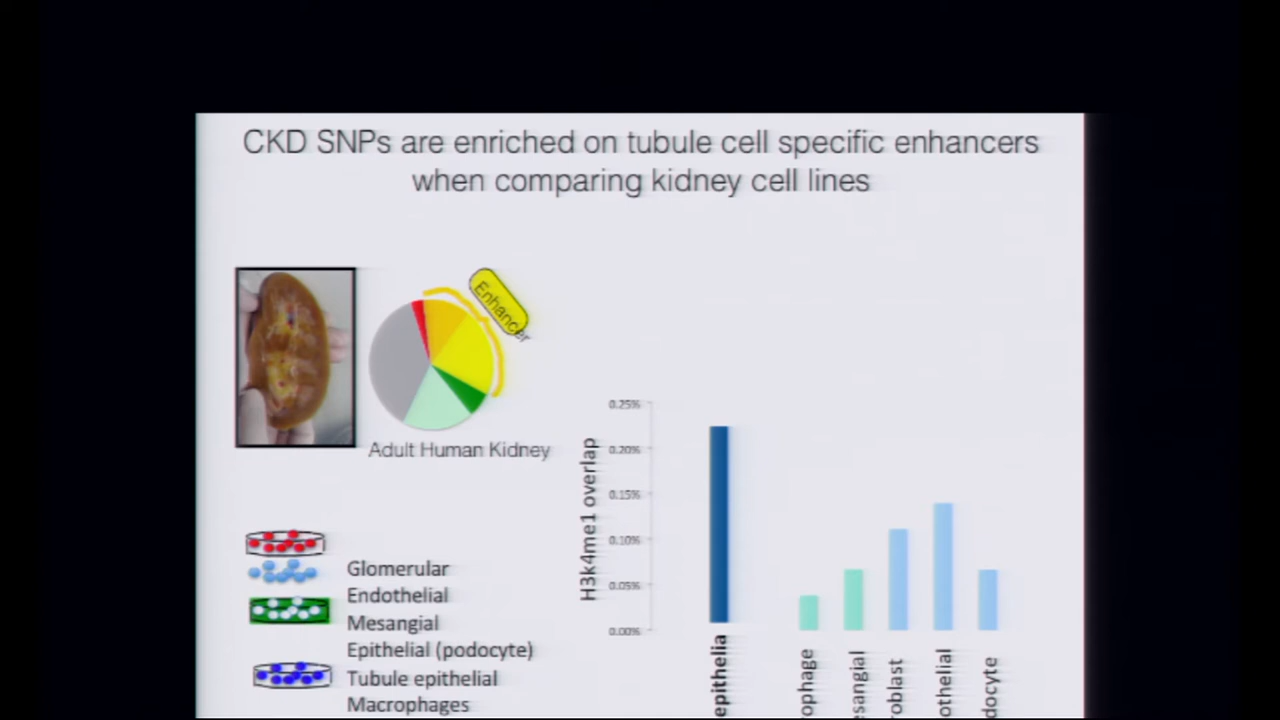 CKD SNPs are enriched on tubule cell specific enhancers
when comparing kidney cell lines
Enhancer
Adult Human Kidney
Glomerular
Endothelial
Mesangial
Epithelial (podocyte)
Tubule epithelial
Macrophages
H3k4me1 overlap
0.25%
0.20%
0.15%
0.10%
0.05%
0.00%
epithelia
ophage
esangial
roblast
othelial
docyte